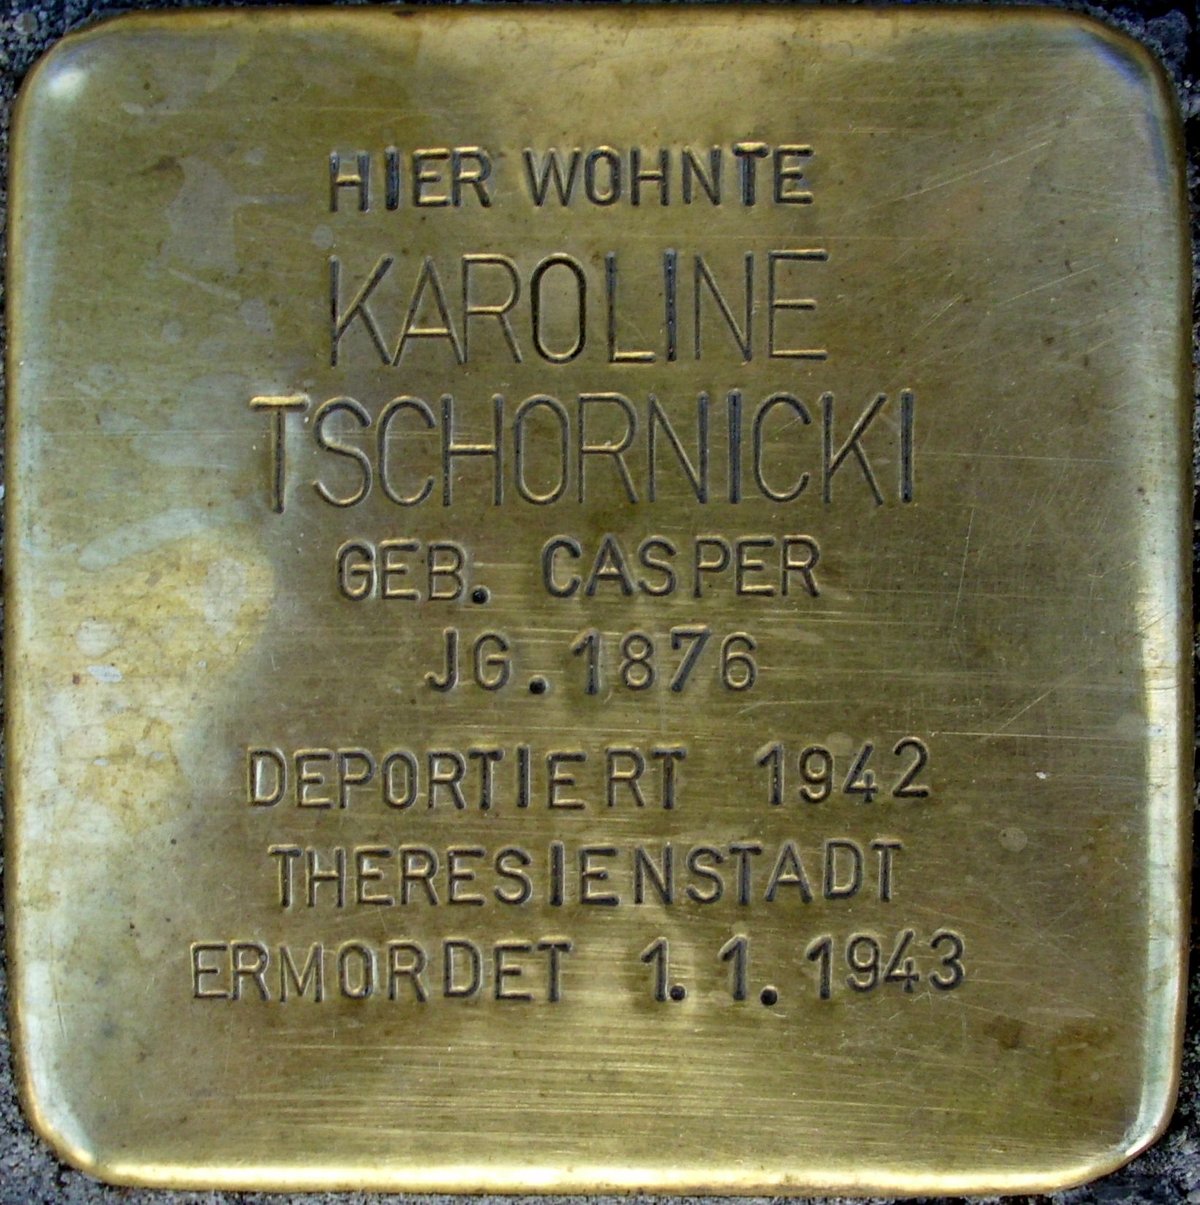 HIER WOHNTE
KAROLINE
TSCHORNICKI
GEB. CASPER
JG. 1876
DEPORTIERT 1942
THERESIENSTADT
ERMORDET 1.1.1943